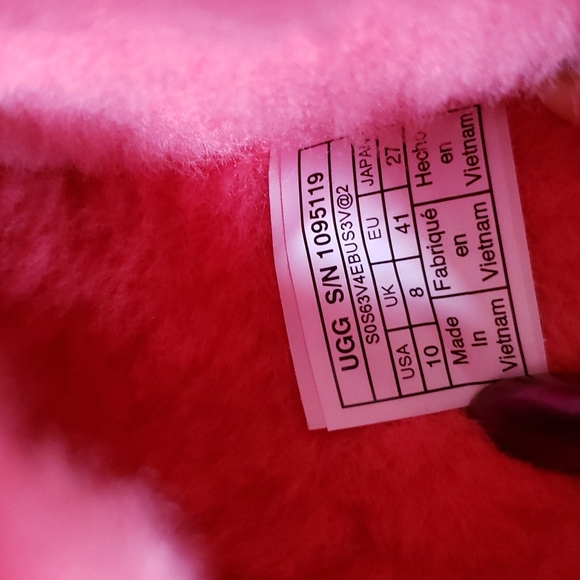 UGG S/N 1095119
S0S63V4EBUS3V@2
USA UK EU JAPAN
10 8 41 27
Made Fabriqué Hecho
In en en
Vietnam Vietnam Vietnam